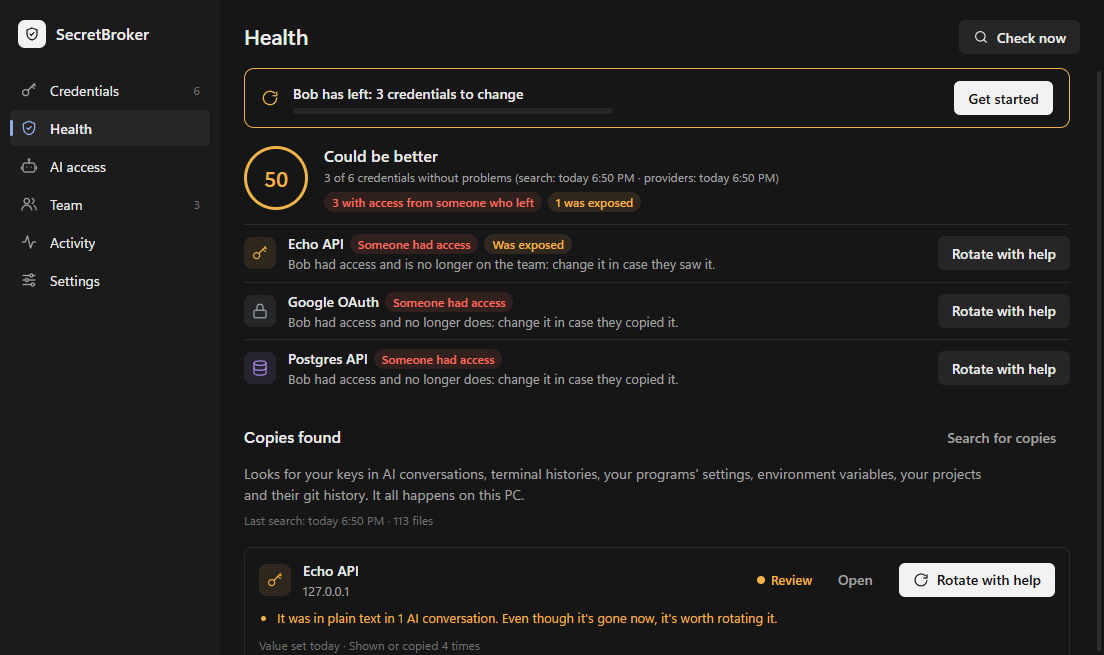 SecretBroker
Credentials 6
Health
AI access
Team 3
Activity
Settings
Health
Check now
Bob has left: 3 credentials to change
Get started
50
Could be better
3 of 6 credentials without problems (search: today 6:50 PM · providers: today 6:50 PM)
3 with access from someone who left
1 was exposed
Echo API Someone had access Was exposed
Bob had access and is no longer on the team: change it in case they saw it.
Rotate with help
Google OAuth Someone had access
Bob had access and no longer does: change it in case they copied it.
Rotate with help
Postgres API Someone had access
Bob had access and no longer does: change it in case they copied it.
Rotate with help
Copies found
Search for copies
Looks for your keys in AI conversations, terminal histories, your programs' settings, environment variables, your projects
and their git history. It all happens on this PC.
Last search: today 6:50 PM · 113 files
Echo API
127.0.0.1
Review
Open
Rotate with help
It was in plain text in 1 AI conversation. Even though it's gone now, it's worth rotating it.
Value set today · Shown or copied 4 times